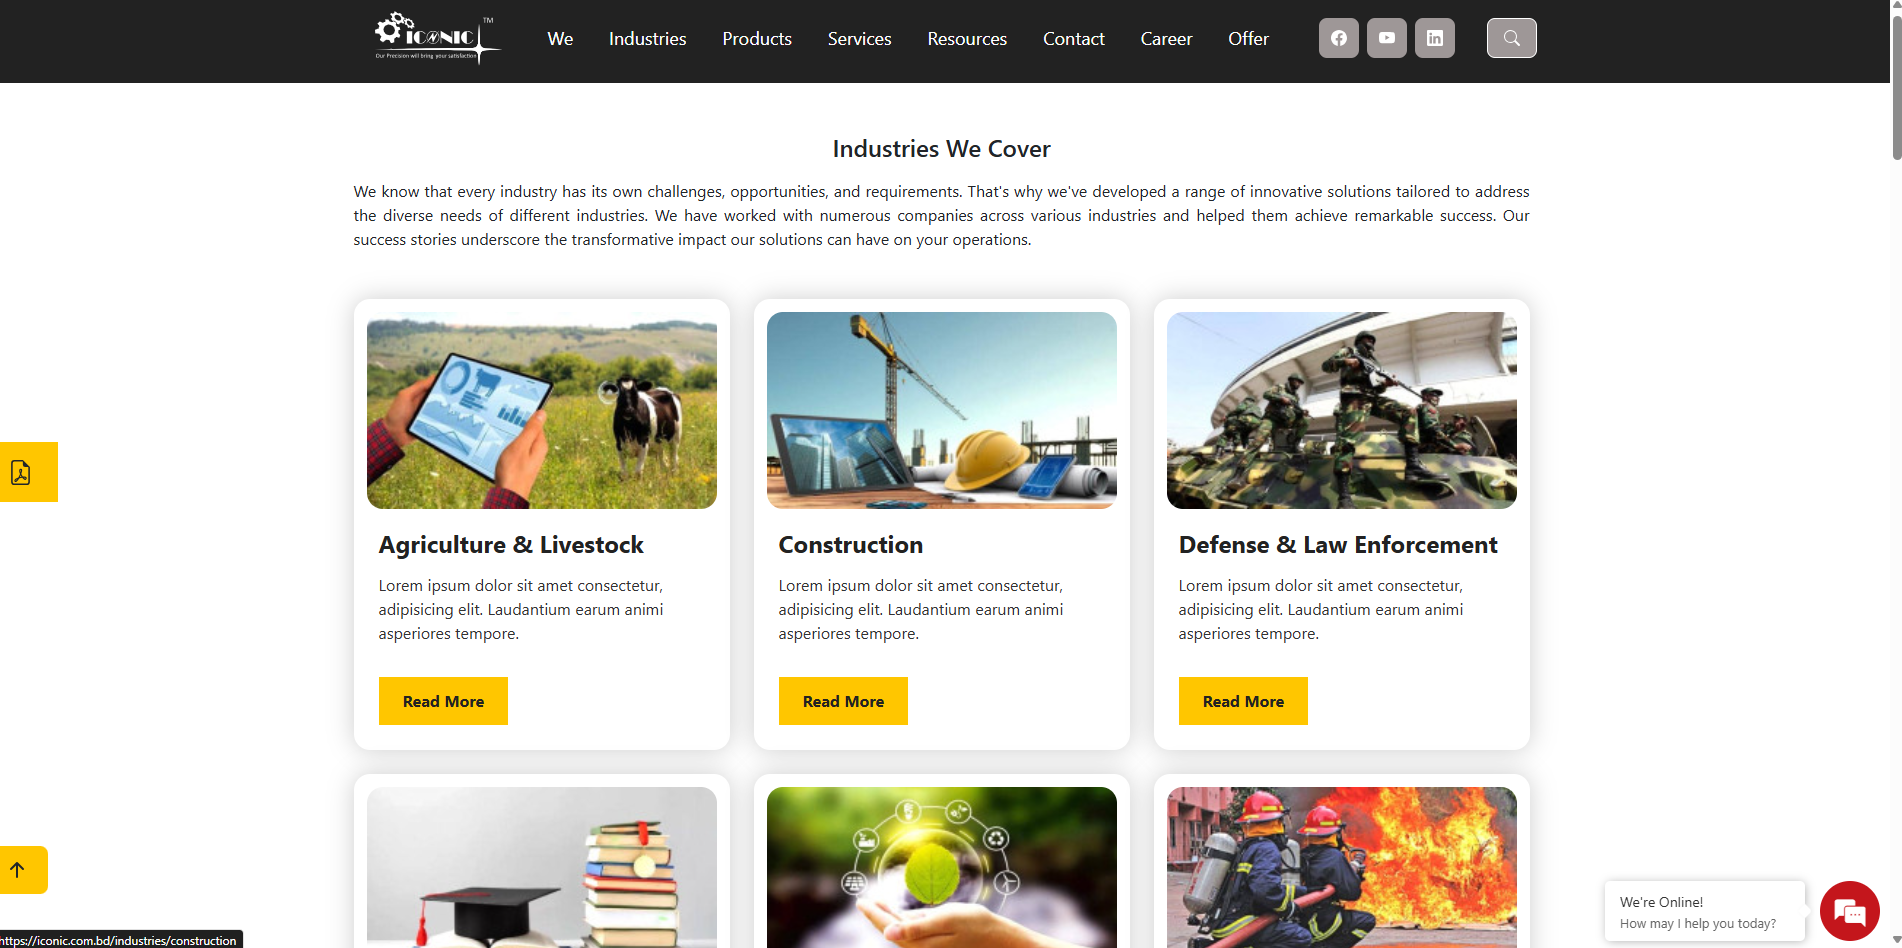 ICONIC
TM
Our Precision will bring your satisfaction
We
Industries
Products
Services
Resources
Contact
Career
Offer
Industries We Cover
We know that every industry has its own challenges, opportunities, and requirements. That's why we've developed a range of innovative solutions tailored to address
the diverse needs of different industries. We have worked with numerous companies across various industries and helped them achieve remarkable success. Our
success stories underscore the transformative impact our solutions can have on your operations.
Agriculture & Livestock
Lorem ipsum dolor sit amet consectetur,
adipisicing elit. Laudantium earum animi
asperiores tempore.
Read More
Construction
Lorem ipsum dolor sit amet consectetur,
adipisicing elit. Laudantium earum animi
asperiores tempore.
Read More
Defense & Law Enforcement
Lorem ipsum dolor sit amet consectetur,
adipisicing elit. Laudantium earum animi
asperiores tempore.
Read More
We're Online!
How may I help you today?
https://iconic.com.bd/industries/construction